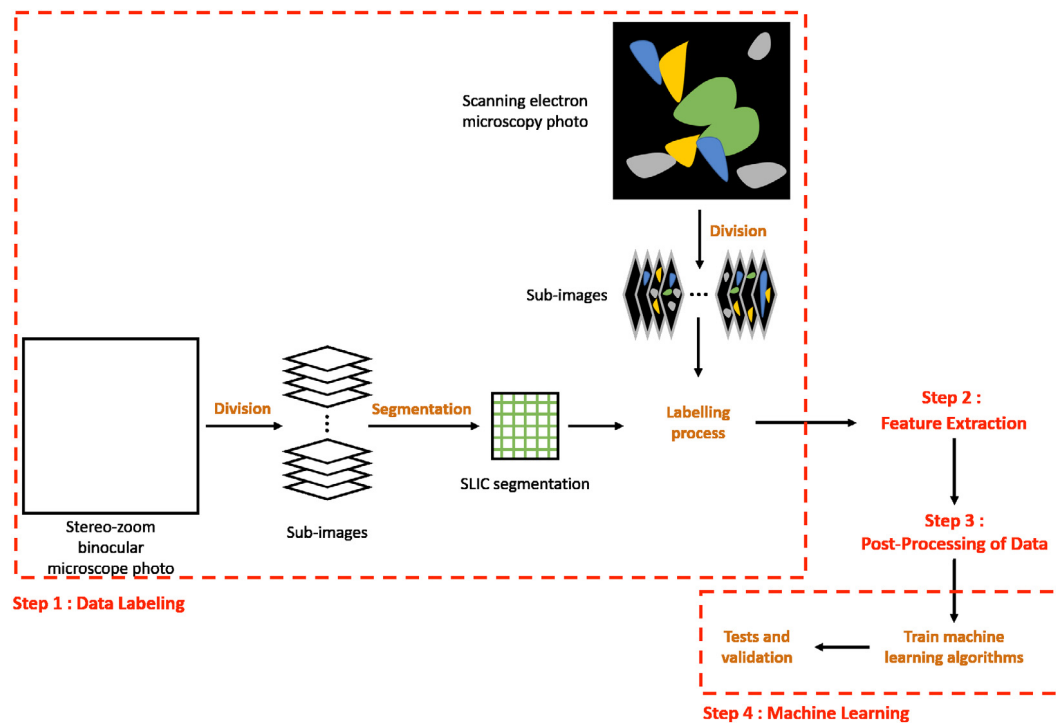 Scanning electron
microscopy photo
Division
Sub-images
Division
Segmentation
Labelling
process
SLIC segmentation
Sub-images
Stereo-zoom
binocular
microscope photo
Step 1 : Data Labeling
Step 2 :
Feature Extraction
Step 3 :
Post-Processing of Data
Tests and
validation
Train machine
learning algorithms
Step 4 : Machine Learning